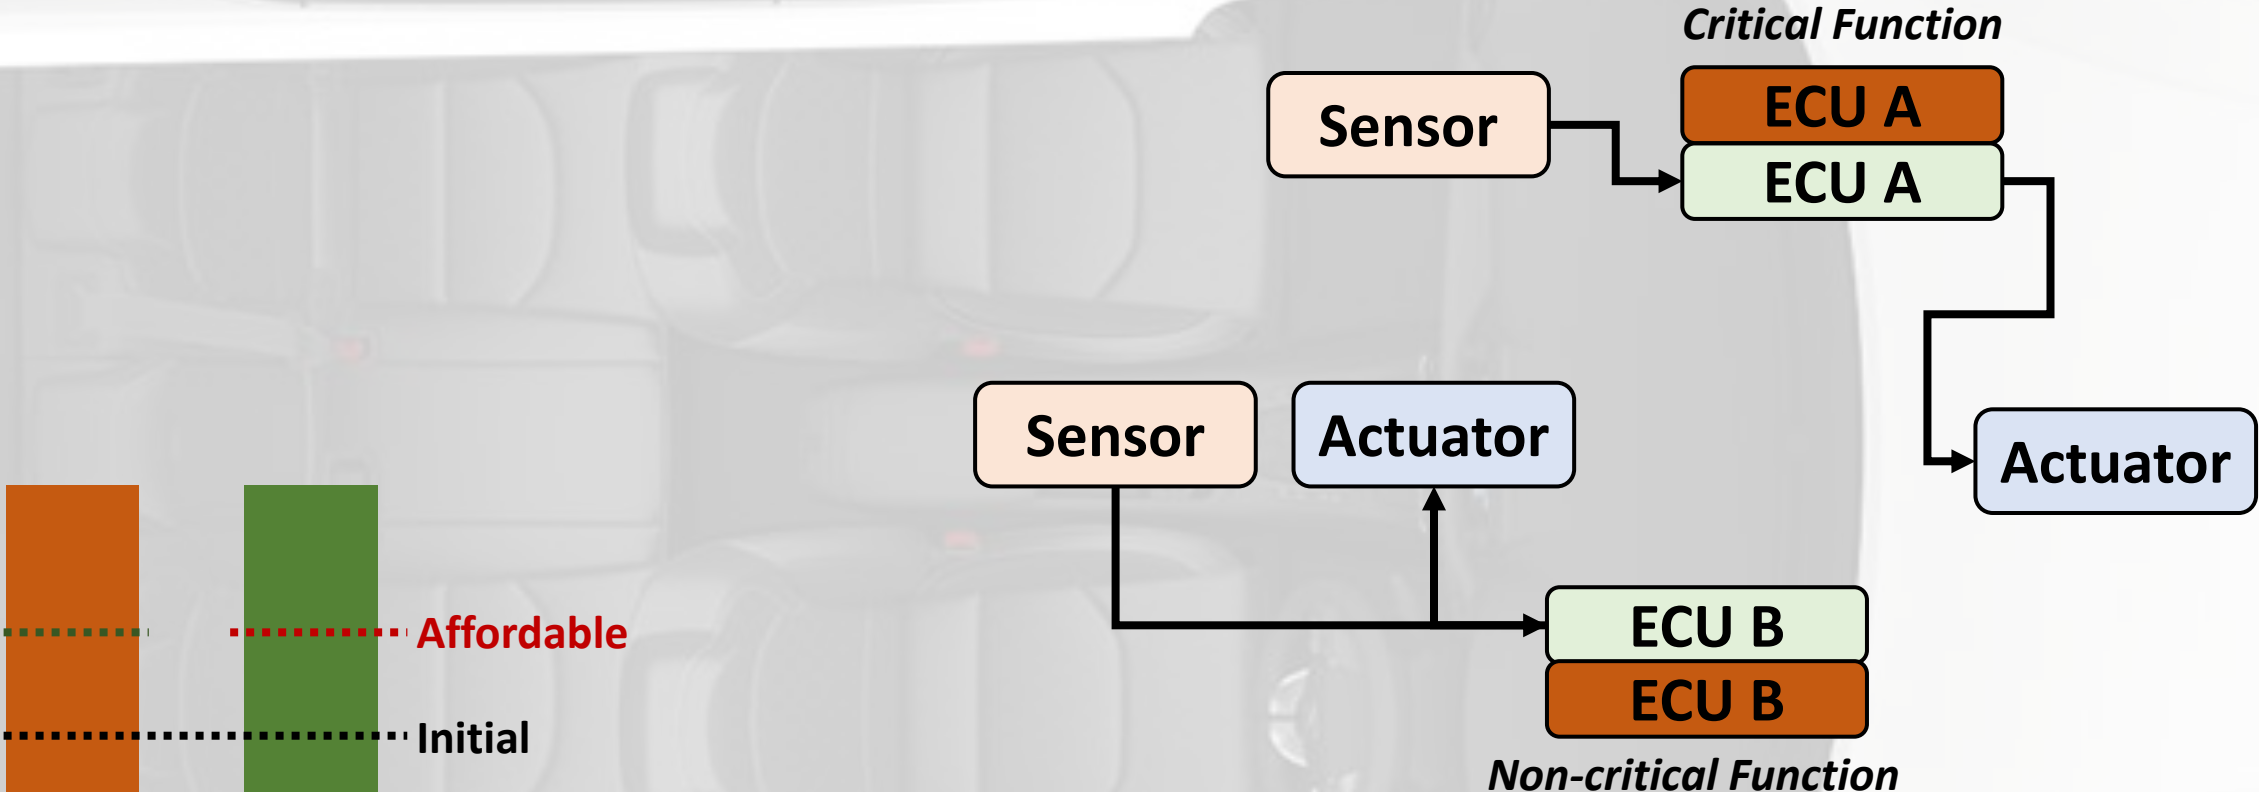 Critical Function
Sensor
ECU A
ECU A
Sensor
Actuator
Actuator
ECU B
ECU B
Non-critical Function
Affordable
Initial